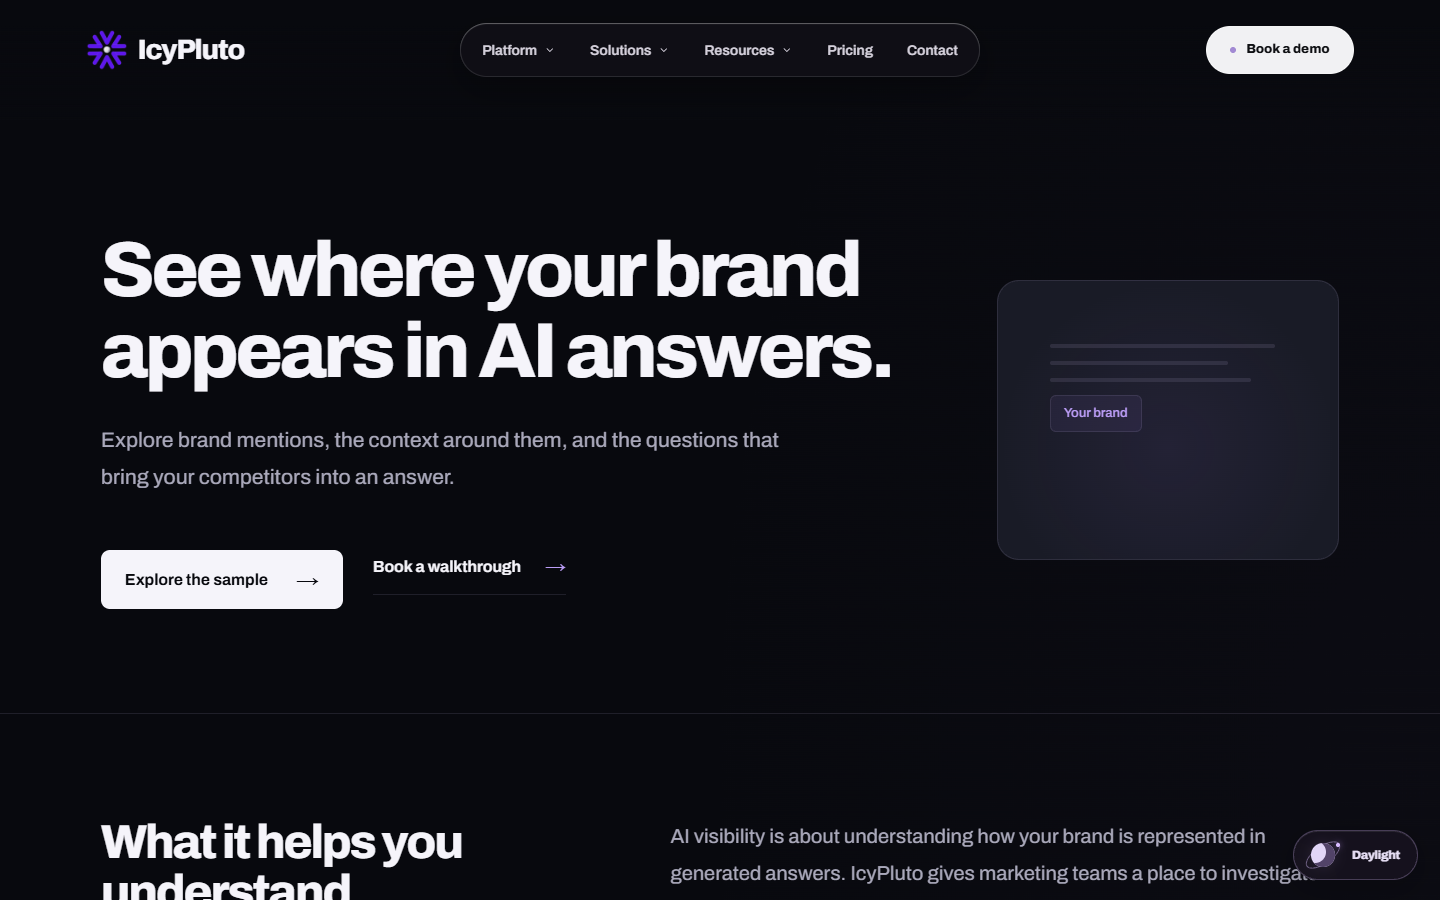 IcyPluto
Platform
Solutions
Resources
Pricing
Contact
Book a demo
See where your brand
appears in AI answers.
Explore brand mentions, the context around them, and the questions that
bring your competitors into an answer.
Your brand
Explore the sample
Book a walkthrough
What it helps you
understand
AI visibility is about understanding how your brand is represented in
generated answers. IcyPluto gives marketing teams a place to investigate
Daylight